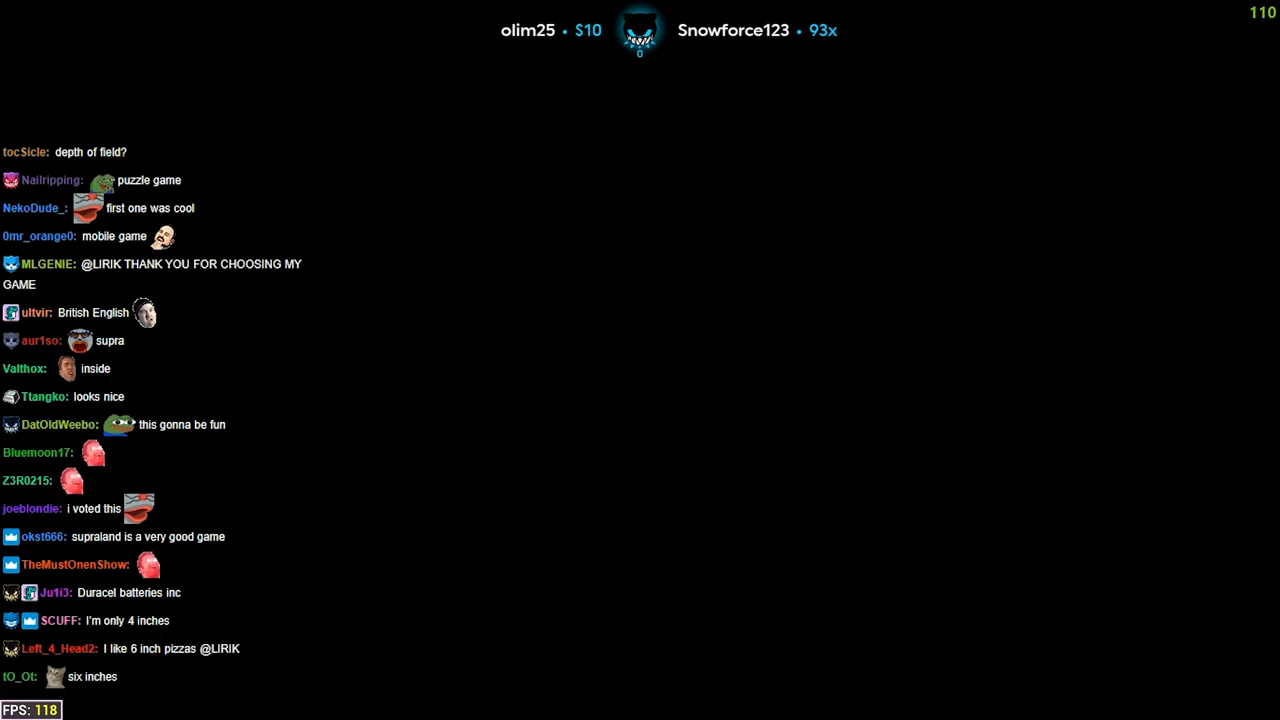 110
olim25 • $10 Snowforce123 • 93x
0
tocSicle: depth of field?
Nailripping: puzzle game
NekoDude_: first one was cool
0mr_orange0: mobile game
MLGENIE: @LIRIK THANK YOU FOR CHOOSING MY
GAME
ultvir: British English
aur1so: supra
Valthox: inside
Ttangko: looks nice
DatOldWeebo: this gonna be fun
Bluemoon17:
Z3R0215:
joeblondie: i voted this
okst666: supraland is a very good game
TheMustOnenShow:
Ju1i3: Duracel batteries inc
SCUFF: I'm only 4 inches
Left_4_Head2: I like 6 inch pizzas @LIRIK
tO_Ot: six inches
FPS: 118